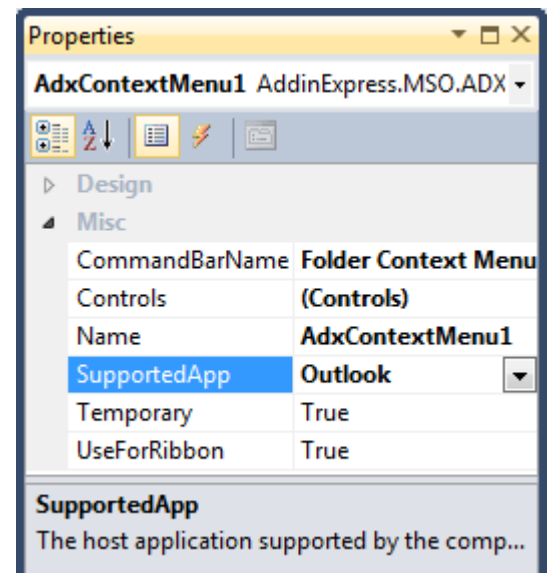 Properties
AdxContextMenu1 AddinExpress.MSO.ADX
Design
Misc
CommandBarName Folder Context Menu
Controls (Controls)
Name AdxContextMenu1
SupportedApp Outlook
Temporary True
UseForRibbon True
SupportedApp
The host application supported by the comp...